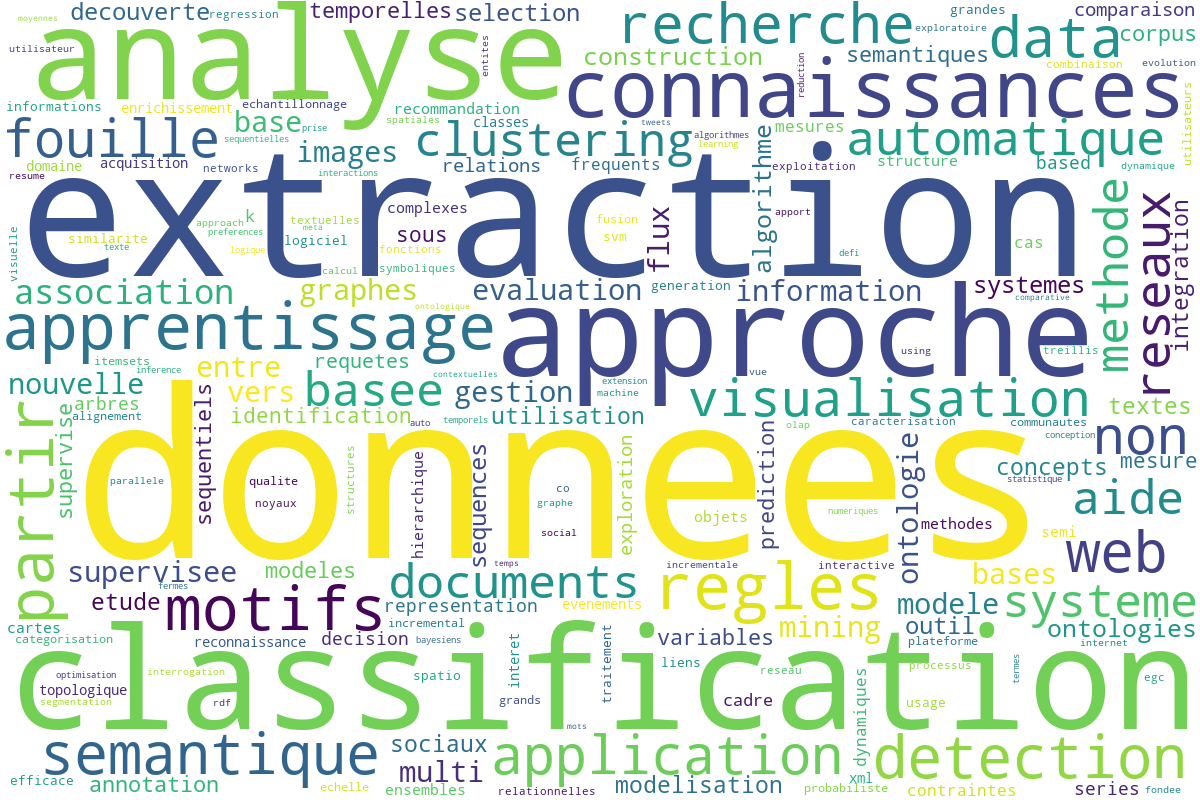 moyennes
decouverte
regression
temporelles
selection
recherche
grandes
exploratoire
comparaison
utilisateur
analyse
entites
construction
semantiques
data
corpus
reduction
connaissances
combinaison
evolution
informations
enrichissement
echantillonnage
recommandation
spatiales
fouille
base
prise
sequentielles
images
clustering
classes
tweets
algorithmes
learning
mesures
automatique
utilisateurs
domaine
acquisition
networks
interactions
relations
frequents
algorithme
exploitation
structure
based
dynamique
resume
extraction
visuelle
similarite
texte
approach
k
preferences
logique
textuelles
meta
logiciel
complexes
sous
fonctions
calcul
symboliques
fusion
svm
flux
apport
defi
cas
methode
reseaux
integration
association
graphes
ontologique
evaluation
generation
information
systemes
comparative
apprentissage
approche
using
treillis
itemsets
inference
entre
requetes
contextuelles
extension
machine
vue
nouvelle
arbres
alignement
vers
basee
gestion
visualisation
textes
identification
auto
temporels
utilisation
olap
caracterisation
communautes
conception
non
partir
supervise
sequentiels
donnees
parallele
qualite
noyaux
structures
hierarchique
sequences
co
graphe
social
exploration
objets
prediction
numeriques
ontologie
methodes
concepts
statistique
mesure
aide
semi
web
supervisee
fermes
modeles
temps
documents
incrementale
interactive
regles
bases
etude
motifs
representation
incremental
evenements
mining
modele
outil
systeme
cartes
categorisation
reconnaissance
decision
bayesiens
variables
plateforme
ontologies
internet
classification
optimisation
topologique
segmentation
interrogation
rdf
spatio
interet
grands
traitement
liens
reseau
cadre
processus
usage
termes
egc
mots
semantique
sociaux
multi
application
dynamiques
detection
efficace
annotation
echelle
ensembles
relationnelles
modelisation
probabiliste
xml
contraintes
series
fondee